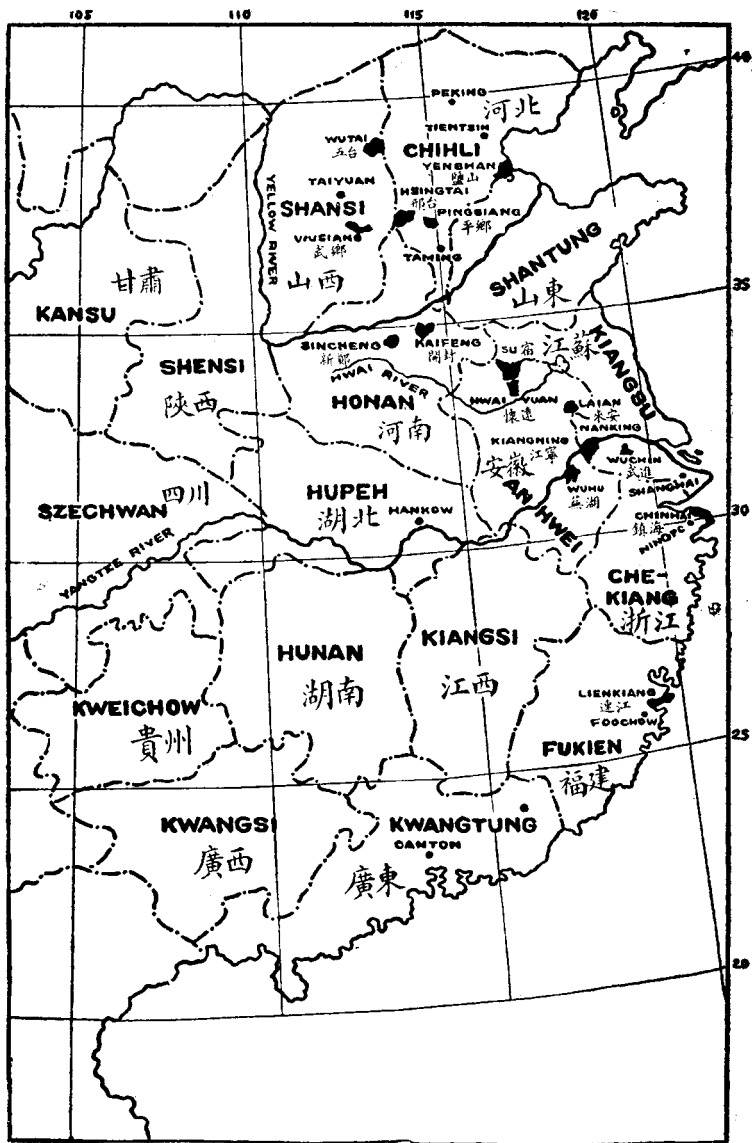 105 110 115 120
40
PEKING
河北
TIENTSIN
WUTAI
五台
CHIHLI
YENSHAN
鹽山
TAIYUAN
HSINGTAI
邢台
YELLOW RIVER
SHANSI
PINGSIANG
平鄉
WUSIANG
武鄉
山西
TAMING
SHANTUNG
山東
35
甘肅
KANSU
SINCHENG
新鄭
KAIFENG
開封
SU 宿
江蘇
KIANGSU
SHENSI
陝西
HWAI RIVER
HONAN
河南
HWAI YUAN
懷遠
LAIAN
來安
NANKING
KIANGNING
江寧
安徽
ANHWEI
WUCHIN
武進
WUHU
蕪湖
SHANGHAI
四川
SZECHWAN
HUPEH
湖北
HANKOW
30
CHINHAI
鎮海
NINGPO
YANGTEE RIVER
CHE-
KIANG
浙江
HUNAN
湖南
KIANGSI
江西
KWEICHOW
貴州
LIENKIANG
連江
FOOCHOW
25
FUKIEN
福建
KWANGSI
廣西
KWANGTUNG
CANTON
廣東
20